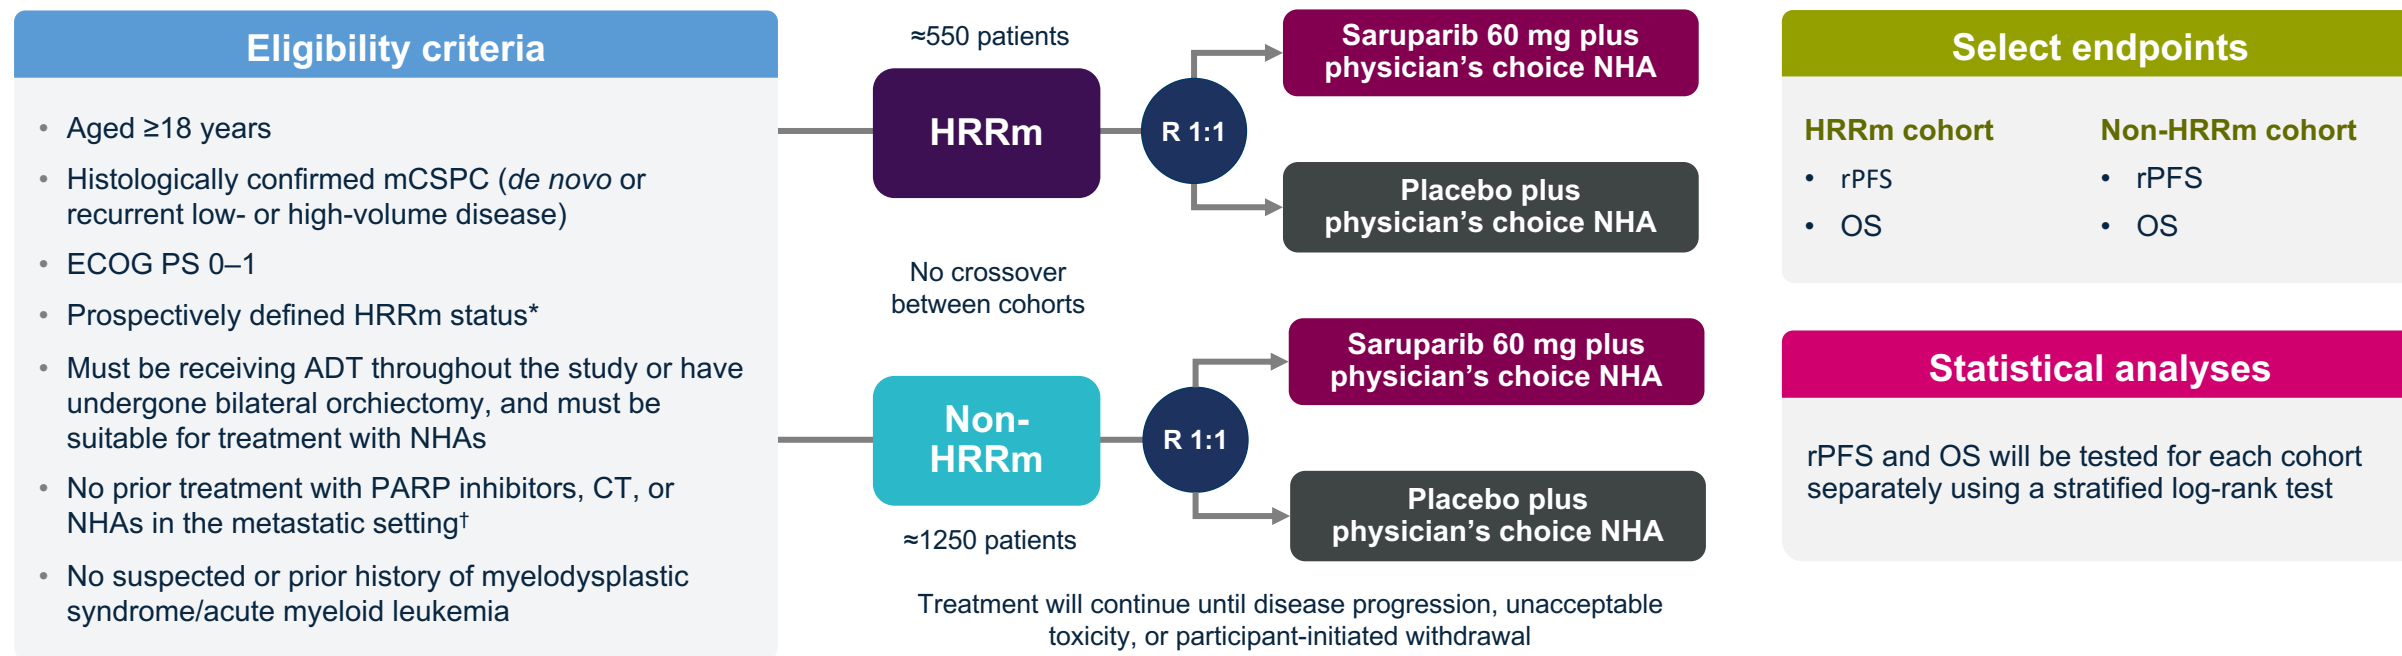 Eligibility criteria
• Aged ≥18 years
• Histologically confirmed mCSPC (de novo or
recurrent low- or high-volume disease)
• ECOG PS 0–1
• Prospectively defined HRRm status*
• Must be receiving ADT throughout the study or have
undergone bilateral orchiectomy, and must be
suitable for treatment with NHAs
• No prior treatment with PARP inhibitors, CT, or
NHAs in the metastatic setting†
• No suspected or prior history of myelodysplastic
syndrome/acute myeloid leukemia
≈550 patients
HRRm
R 1:1
Saruparib 60 mg plus
physician’s choice NHA
Placebo plus
physician’s choice NHA
No crossover
between cohorts
Non-
HRRm
≈1250 patients
R 1:1
Saruparib 60 mg plus
physician’s choice NHA
Placebo plus
physician’s choice NHA
Treatment will continue until disease progression, unacceptable
toxicity, or participant-initiated withdrawal
Select endpoints
HRRm cohort
• rPFS
• OS
Non-HRRm cohort
• rPFS
• OS
Statistical analyses
rPFS and OS will be tested for each cohort
separately using a stratified log-rank test